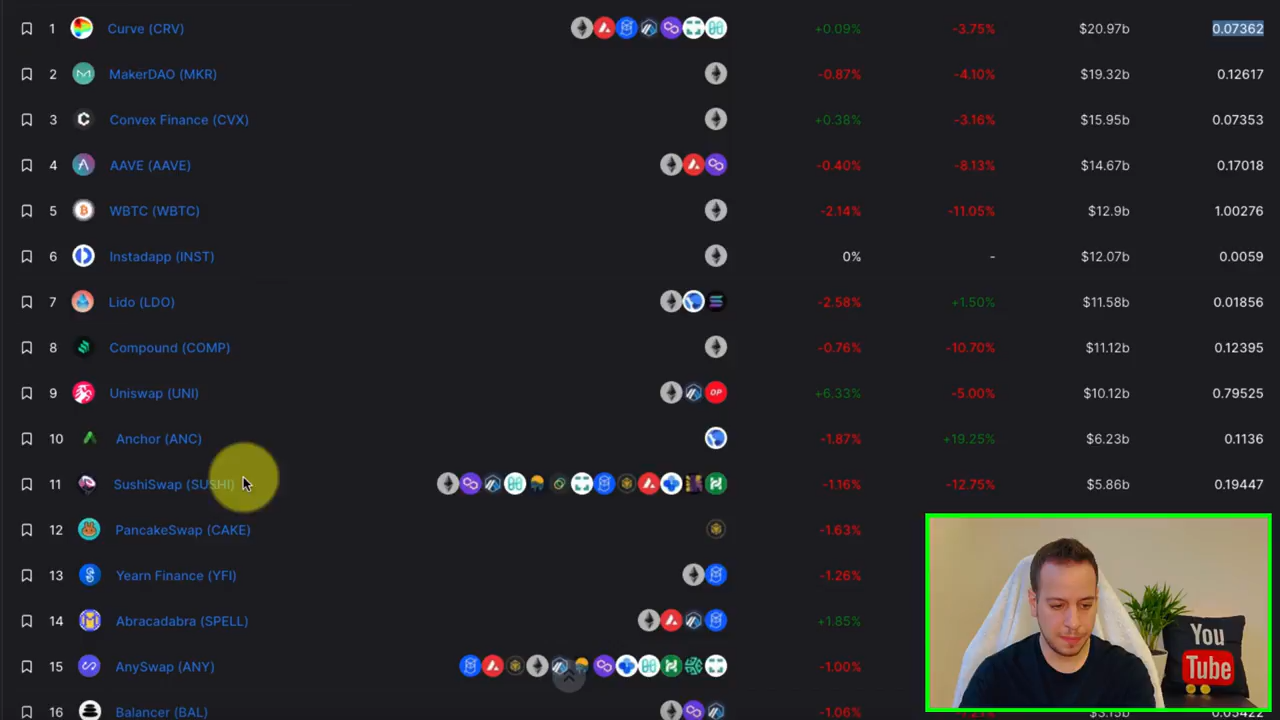 1 Curve (CRV) +0.09% -3.75% $20.97b 0.07362
2 MakerDAO (MKR) -0.87% -4.10% $19.32b 0.12617
3 Convex Finance (CVX) +0.38% -3.16% $15.95b 0.07353
4 AAVE (AAVE) -0.40% -8.13% $14.67b 0.17018
5 WBTC (WBTC) -2.14% -11.05% $12.9b 1.00276
6 Instadapp (INST) 0% - $12.07b 0.0059
7 Lido (LDO) -2.58% +1.50% $11.58b 0.01856
8 Compound (COMP) -0.76% -10.70% $11.12b 0.12395
9 Uniswap (UNI) OP +6.33% -5.00% $10.12b 0.79525
10 Anchor (ANC) -1.87% +19.25% $6.23b 0.1136
11 SushiSwap (SUSHI) -1.16% -12.75% $5.86b 0.19447
12 PancakeSwap (CAKE) -1.63%
13 Yearn Finance (YFI) -1.26%
14 Abracadabra (SPELL) +1.85%
15 AnySwap (ANY) -1.00%
16 Balancer (BAL) -1.06%
You
Tube